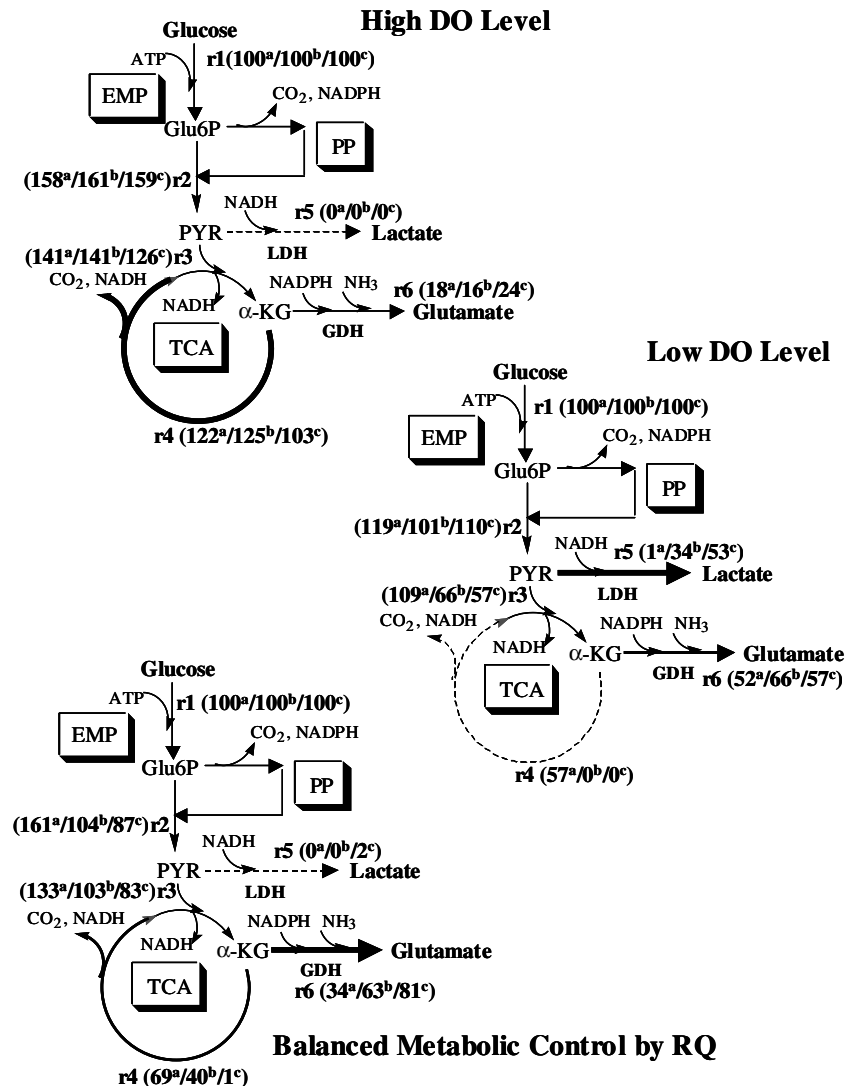 High DO Level
Glucose
ATP
r1(100ᵃ/100ᵇ/100ᶜ)
EMP
CO₂, NADPH
Glu6P
PP
(158ᵃ/161ᵇ/159ᶜ)r2
NADH
r5 (0ᵃ/0ᵇ/0ᶜ)
PYR
Lactate
LDH
(141ᵃ/141ᵇ/126ᶜ)r3
CO₂, NADH
NADH
NADPH
NH₃
r6 (18ᵃ/16ᵇ/24ᶜ)
α-KG
Glutamate
GDH
TCA
r4 (122ᵃ/125ᵇ/103ᶜ)
Low DO Level
Glucose
ATP
r1 (100ᵃ/100ᵇ/100ᶜ)
EMP
CO₂, NADPH
Glu6P
PP
(119ᵃ/101ᵇ/110ᶜ)r2
NADH
r5 (1ᵃ/34ᵇ/53ᶜ)
PYR
Lactate
LDH
(109ᵃ/66ᵇ/57ᶜ)r3
CO₂, NADH
NADH
NADPH
NH₃
α-KG
Glutamate
GDH
r6 (52ᵃ/66ᵇ/57ᶜ)
TCA
r4 (57ᵃ/0ᵇ/0ᶜ)
Glucose
ATP
r1 (100ᵃ/100ᵇ/100ᶜ)
EMP
CO₂, NADPH
Glu6P
PP
(161ᵃ/104ᵇ/87ᶜ)r2
NADH
r5 (0ᵃ/0ᵇ/2ᶜ)
PYR
Lactate
LDH
(133ᵃ/103ᵇ/83ᶜ)r3
CO₂, NADH
NADH
NADPH
NH₃
α-KG
Glutamate
GDH
r6 (34ᵃ/63ᵇ/81ᶜ)
TCA
r4 (69ᵃ/40ᵇ/1ᶜ)
Balanced Metabolic Control by RQ